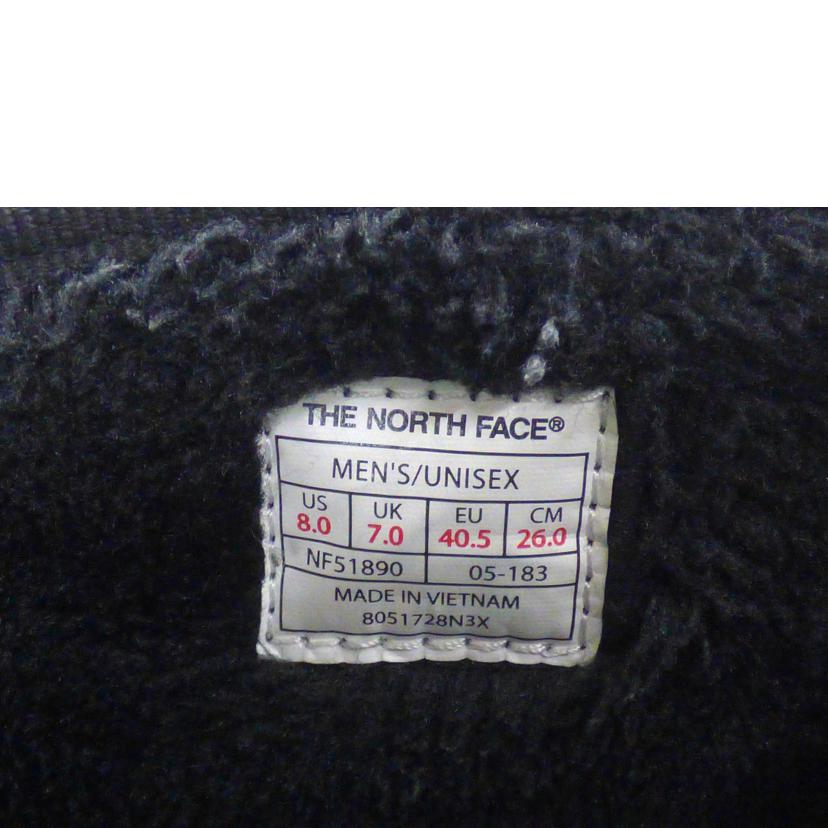 THE NORTH FACE®
MEN'S/UNISEX
US UK EU CM
8.0 7.0 40.5 26.0
NF51890 05-183
MADE IN VIETNAM
8051728N3X